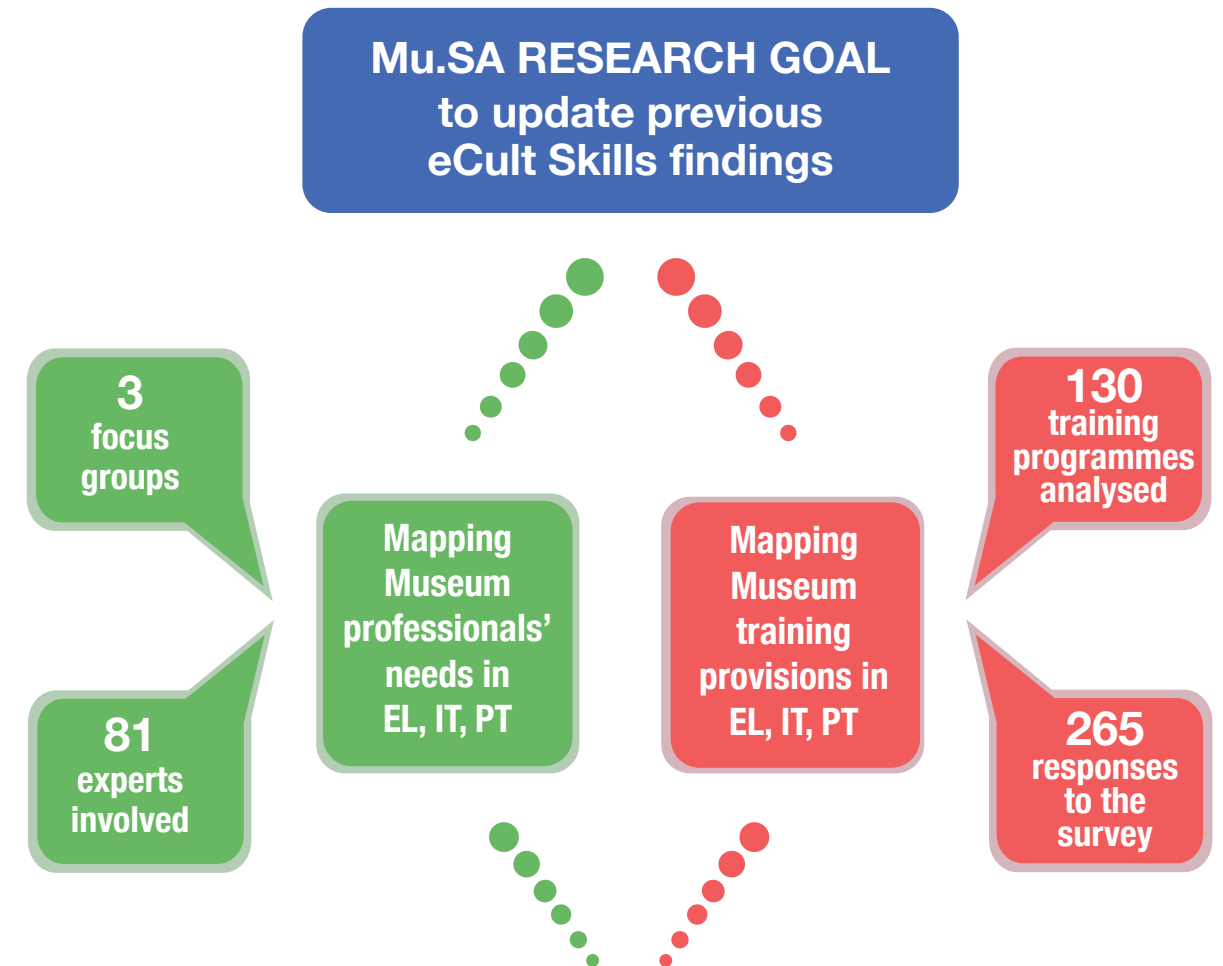 Mu.SA RESEARCH GOAL
to update previous
eCult Skills findings
3
focus
groups
81
experts
involved
Mapping
Museum
professionals’
needs in
EL, IT, PT
Mapping
Museum
training
provisions in
EL, IT, PT
130
training
programmes
analysed
265
responses
to the
survey